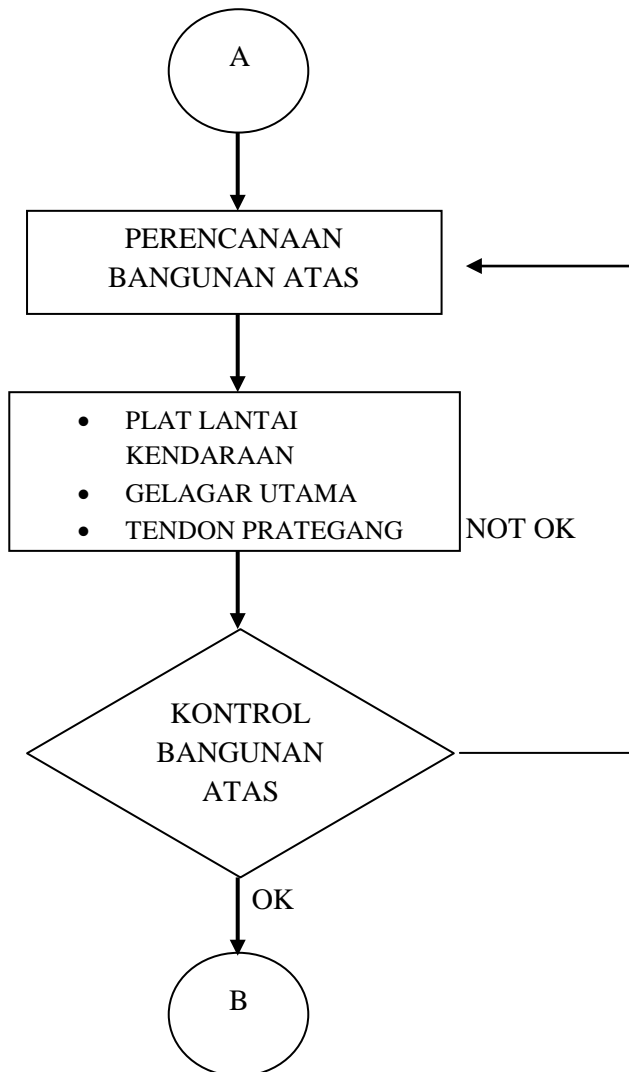 A
PERENCANAAN
BANGUNAN ATAS
• PLAT LANTAI
KENDARAAN
• GELAGAR UTAMA
• TENDON PRATEGANG
NOT OK
KONTROL
BANGUNAN
ATAS
OK
B